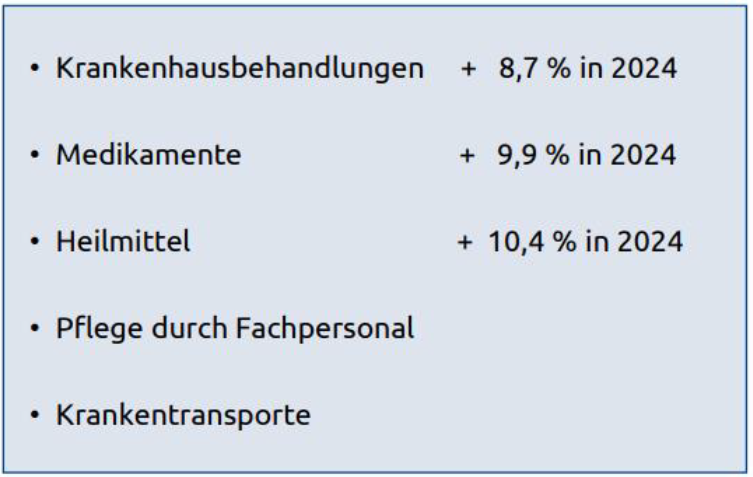 • Krankenhausbehandlungen + 8,7 % in 2024
• Medikamente + 9,9 % in 2024
• Heilmittel + 10,4 % in 2024
• Pflege durch Fachpersonal
• Krankentransporte